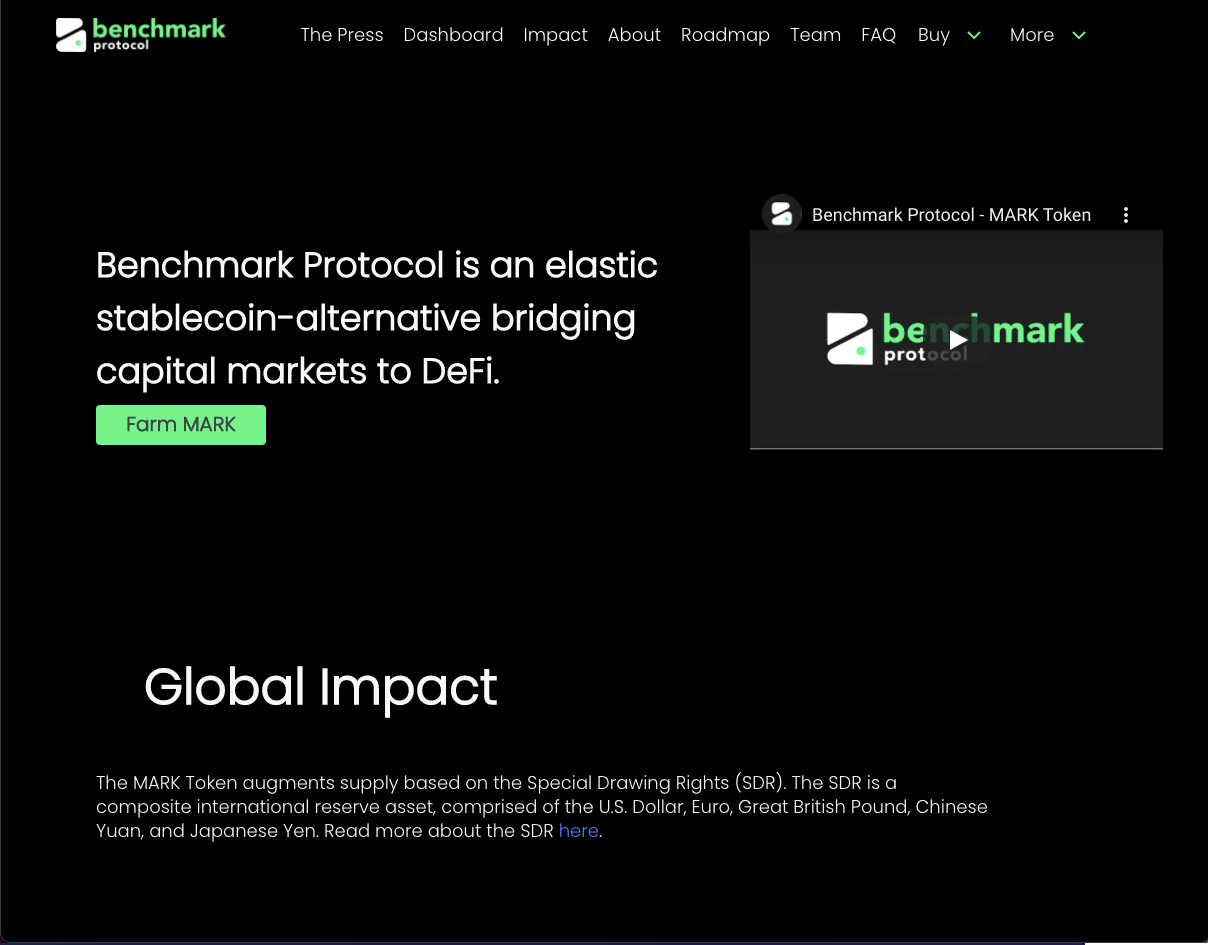 benchmark
protocol
The Press Dashboard Impact About Roadmap Team FAQ Buy More
Benchmark Protocol - MARK Token
Benchmark Protocol is an elastic
stablecoin-alternative bridging
capital markets to DeFi.
Farm MARK
benchmark
protocol
Global Impact
The MARK Token augments supply based on the Special Drawing Rights (SDR). The SDR is a
composite international reserve asset, comprised of the U.S. Dollar, Euro, Great British Pound, Chinese
Yuan, and Japanese Yen. Read more about the SDR here.